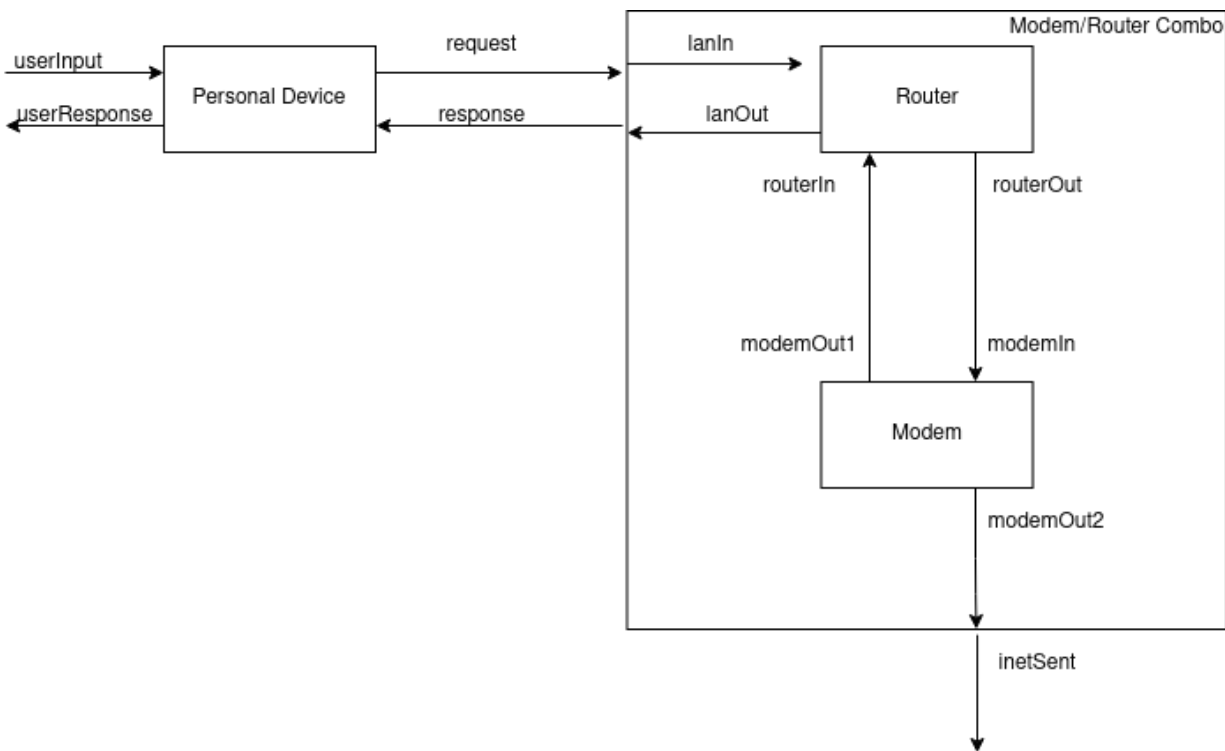 Modem/Router Combo
userInput
request
lanIn
Personal Device
Router
userResponse
response
lanOut
routerIn
routerOut
modemOut1
modemIn
Modem
modemOut2
inetSent